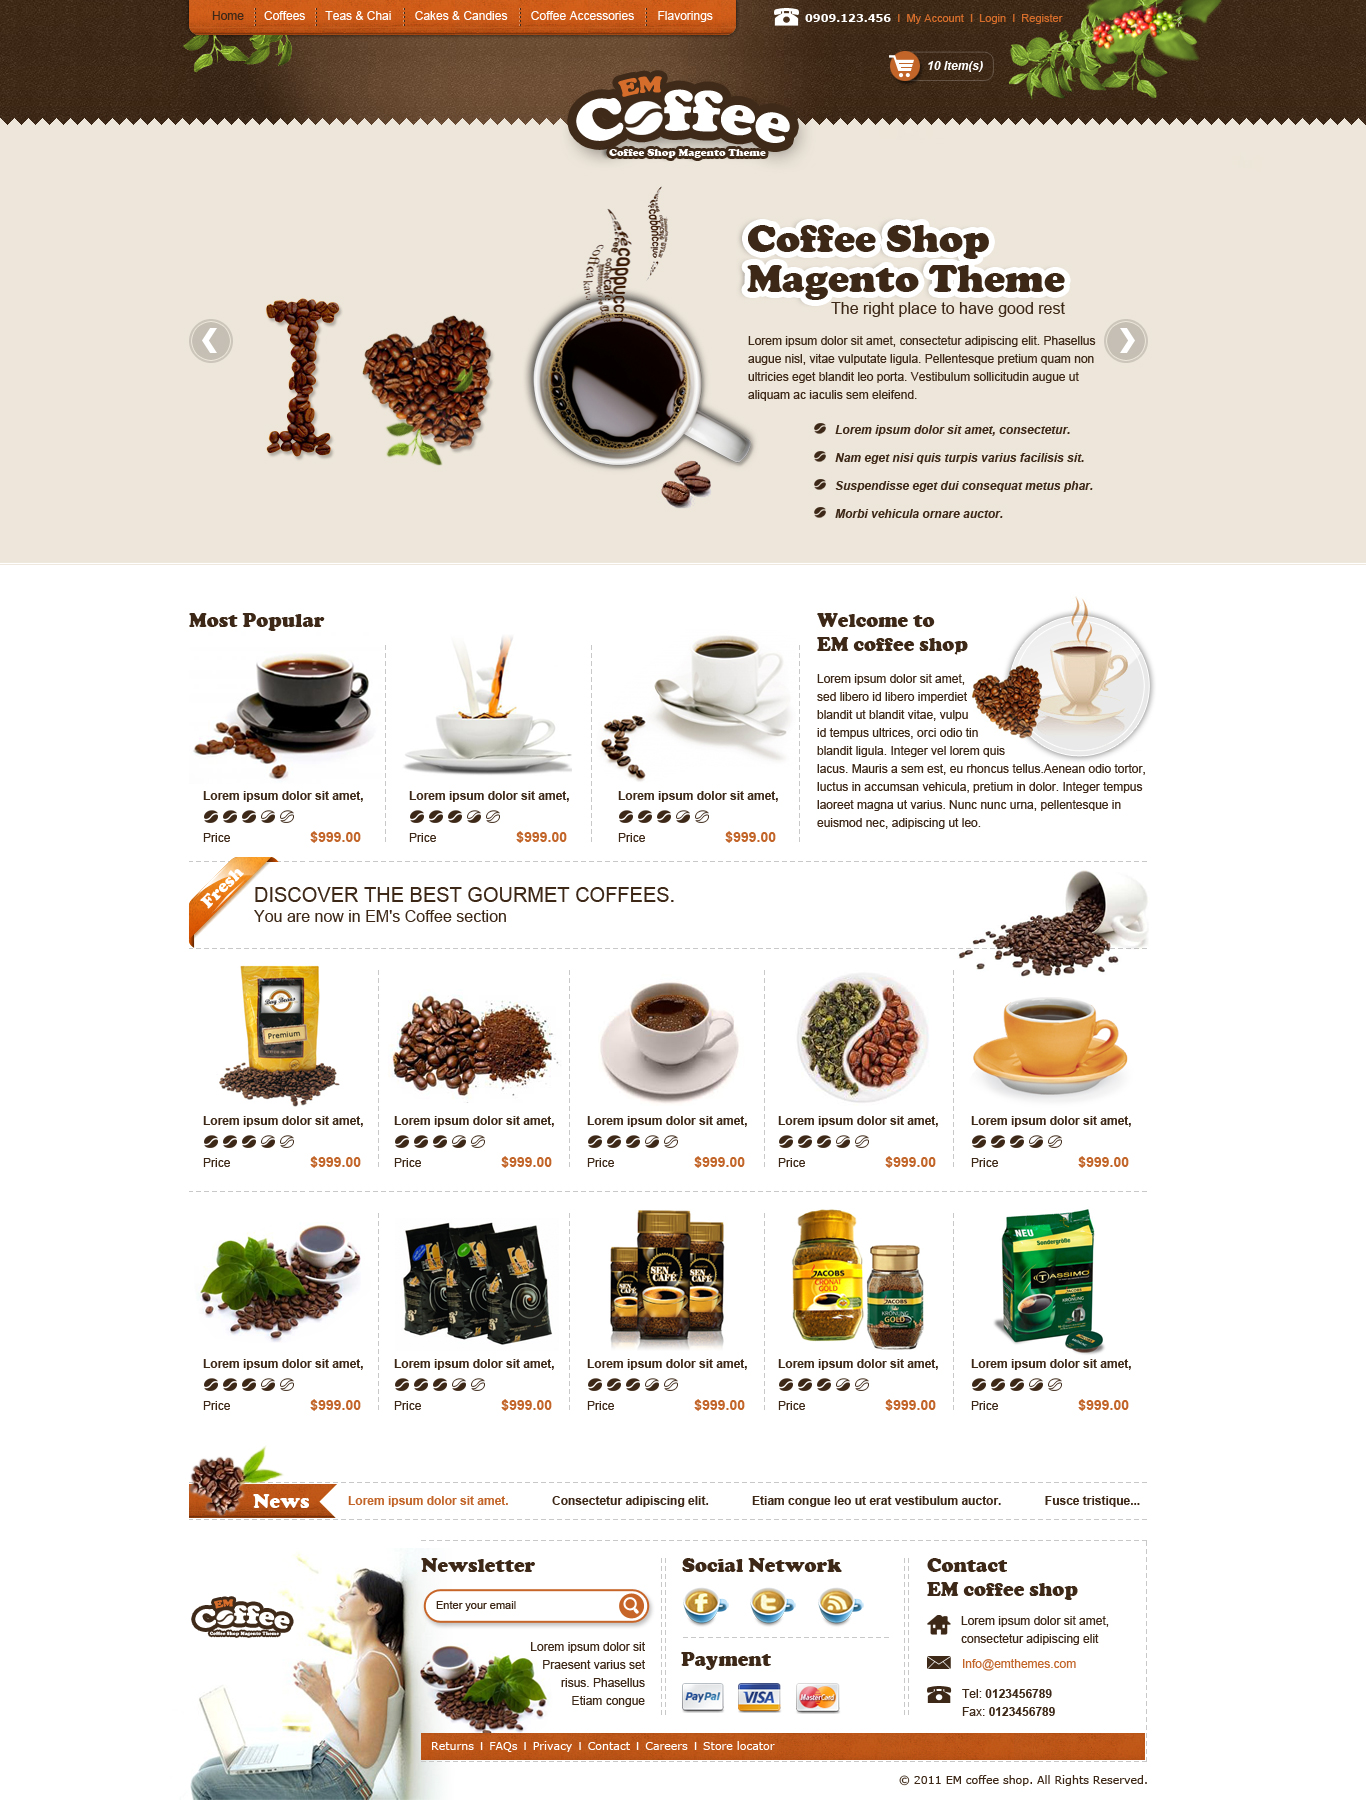 Home
Coffees
Teas & Chai
Cakes & Candies
Coffee Accessories
Flavorings
0909.123.456 | My Account | Login | Register
10 Item(s)
EM
Coffee
Coffee Shop Magento Theme
Coffee Shop
Magento Theme
The right place to have good rest
Lorem ipsum dolor sit amet, consectetur adipiscing elit. Phasellus
augue nisl, vitae vulputate ligula. Pellentesque pretium quam non
ultricies eget blandit leo porta. Vestibulum sollicitudin augue ut
aliquam ac iaculis sem eleifend.
Lorem ipsum dolor sit amet, consectetur.
Nam eget nisi quis turpis varius facilisis sit.
Suspendisse eget dui consequat metus phar.
Morbi vehicula ornare auctor.
Most Popular
Lorem ipsum dolor sit amet,
Price $999.00
Lorem ipsum dolor sit amet,
Price $999.00
Lorem ipsum dolor sit amet,
Price $999.00
Welcome to
EM coffee shop
Lorem ipsum dolor sit amet,
sed libero id libero imperdiet
blandit ut blandit vitae, vulpu
id tempus ultrices, orci odio tin
blandit ligula. Integer vel lorem quis
lacus. Mauris a sem est, eu rhoncus tellus.Aenean odio tortor,
luctus in accumsan vehicula, pretium in dolor. Integer tempus
laoreet magna ut varius. Nunc nunc urna, pellentesque in
euismod nec, adipiscing ut leo.
Fresh
DISCOVER THE BEST GOURMET COFFEES.
You are now in EM's Coffee section
Premium
Lorem ipsum dolor sit amet,
Price $999.00
Lorem ipsum dolor sit amet,
Price $999.00
Lorem ipsum dolor sit amet,
Price $999.00
Lorem ipsum dolor sit amet,
Price $999.00
Lorem ipsum dolor sit amet,
Price $999.00
SEN
CAFÉ
SEN
CAFÉ
SEN
CAFÉ
JACOBS
CRONAT
GOLD
JACOBS
KRÖNUNG
GOLD
NEU
Sondergröße
TASSIMO
JACOBS
KRÖNUNG
Lorem ipsum dolor sit amet,
Price $999.00
Lorem ipsum dolor sit amet,
Price $999.00
Lorem ipsum dolor sit amet,
Price $999.00
Lorem ipsum dolor sit amet,
Price $999.00
Lorem ipsum dolor sit amet,
Price $999.00
News
Lorem ipsum dolor sit amet.
Consectetur adipiscing elit.
Etiam congue leo ut erat vestibulum auctor.
Fusce tristique...
EM
Coffee
Coffee Shop Magento Theme
Newsletter
Enter your email
Lorem ipsum dolor sit
Praesent varius set
risus. Phasellus
Etiam congue
Social Network
Payment
PayPal
VISA
MasterCard
Contact
EM coffee shop
Lorem ipsum dolor sit amet,
consectetur adipiscing elit
Info@emthemes.com
Tel: 0123456789
Fax: 0123456789
Returns | FAQs | Privacy | Contact | Careers | Store locator
© 2011 EM coffee shop. All Rights Reserved.